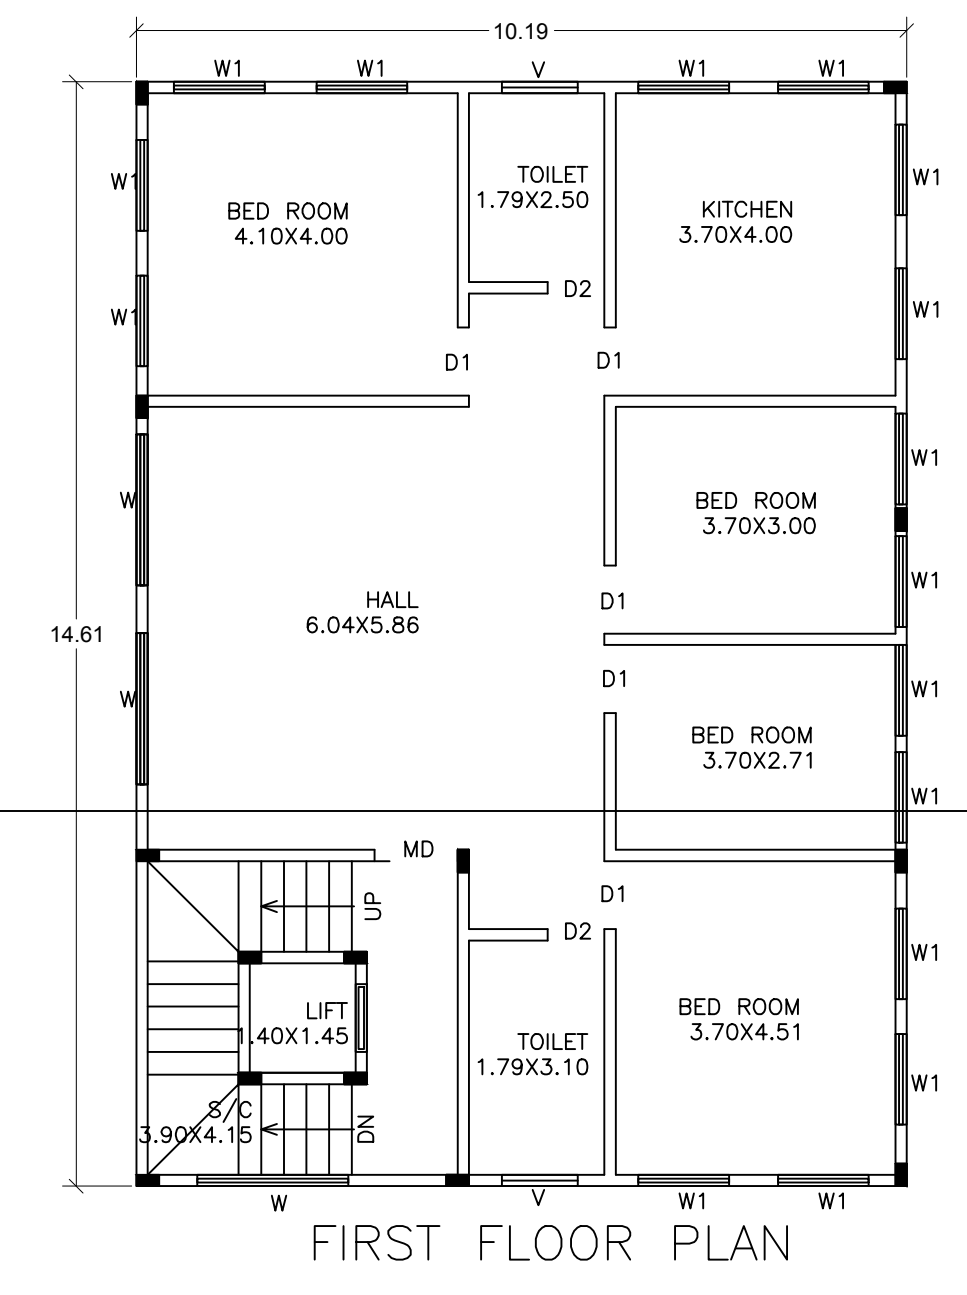 10.19
W1 W1 V W1 W1
W1
W1
TOILET
1.79X2.50
BED ROOM
4.10X4.00
KITCHEN
3.70X4.00
D2
W1
W1
D1
D1
W1
W
BED ROOM
3.70X3.00
W1
HALL
6.04X5.86
D1
14.61
D1
W1
W
BED ROOM
3.70X2.71
W1
MD
D1
UP
D2
W1
LIFT
1.40X1.45
BED ROOM
3.70X4.51
TOILET
1.79X3.10
W1
S/C
3.90X4.15
DN
W V W1 W1
FIRST FLOOR PLAN